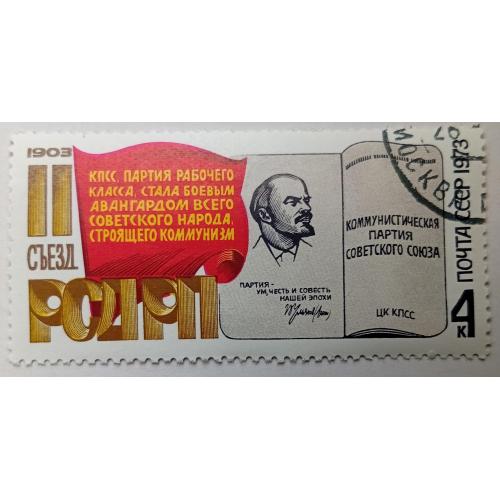 1903
II
СЪЕЗД
РСДРП
КПСС, ПАРТИЯ РАБОЧЕГО
КЛАССА, СТАЛА БОЕВЫМ
АВАНГАРДОМ ВСЕГО
СОВЕТСКОГО НАРОДА,
СТРОЯЩЕГО КОММУНИЗМ
ПАРТИЯ -
УМ, ЧЕСТЬ И СОВЕСТЬ
НАШЕЙ ЭПОХИ
КОММУНИСТИЧЕСКАЯ
ПАРТИЯ
СОВЕТСКОГО СОЮЗА
ЦК КПСС
ПОЧТА СССР 1973
4 к
МОСКВА